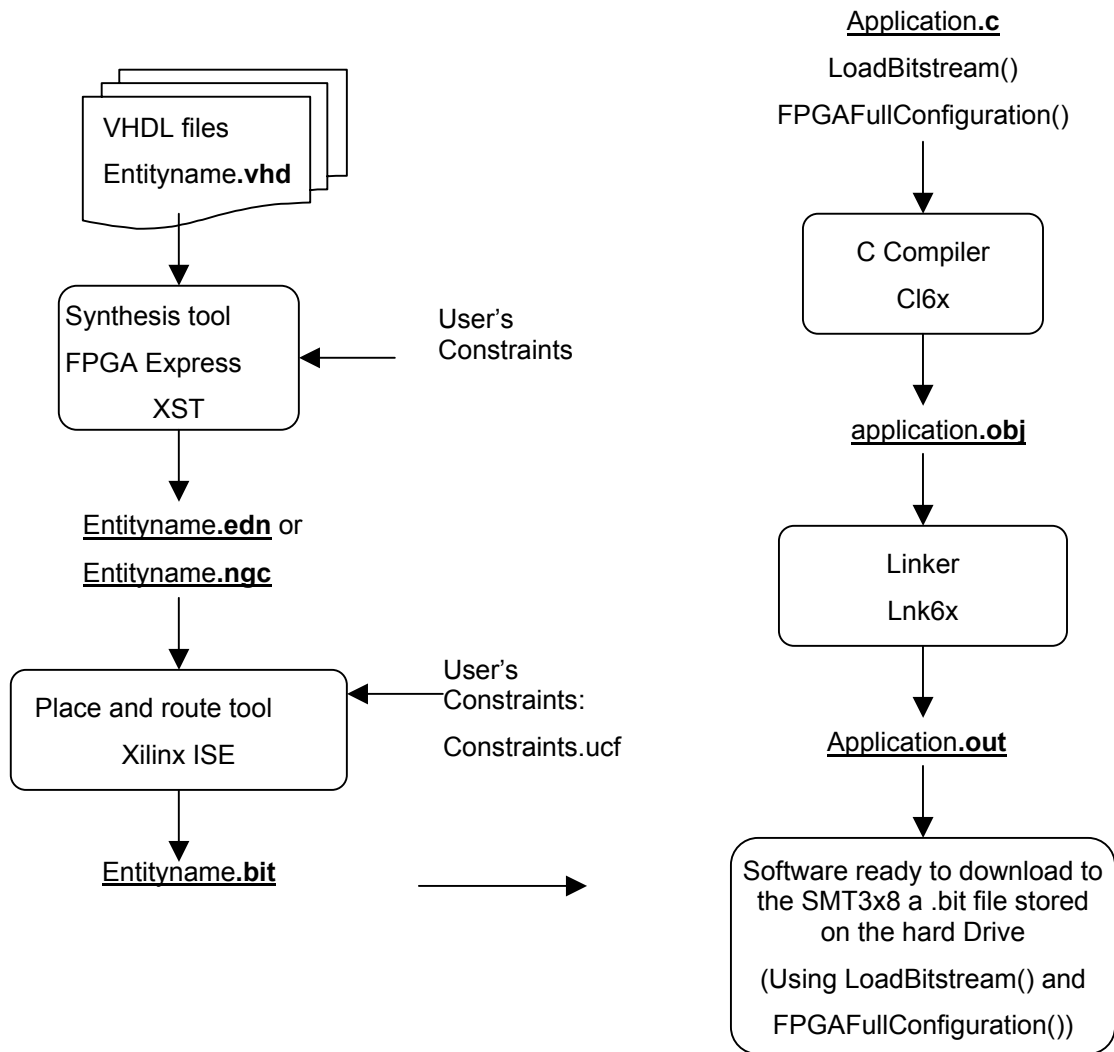 VHDL files
Entityname.vhd
Synthesis tool
FPGA Express
XST
User's
Constraints
Entityname.edn or
Entityname.ngc
Place and route tool
Xilinx ISE
User’s
Constraints:
Constraints.ucf
Entityname.bit
Application.c
LoadBitstream()
FPGAFullConfiguration()
C Compiler
Cl6x
application.obj
Linker
Lnk6x
Application.out
Software ready to download to
the SMT3x8 a .bit file stored
on the hard Drive
(Using LoadBitstream() and
FPGAFullConfiguration())